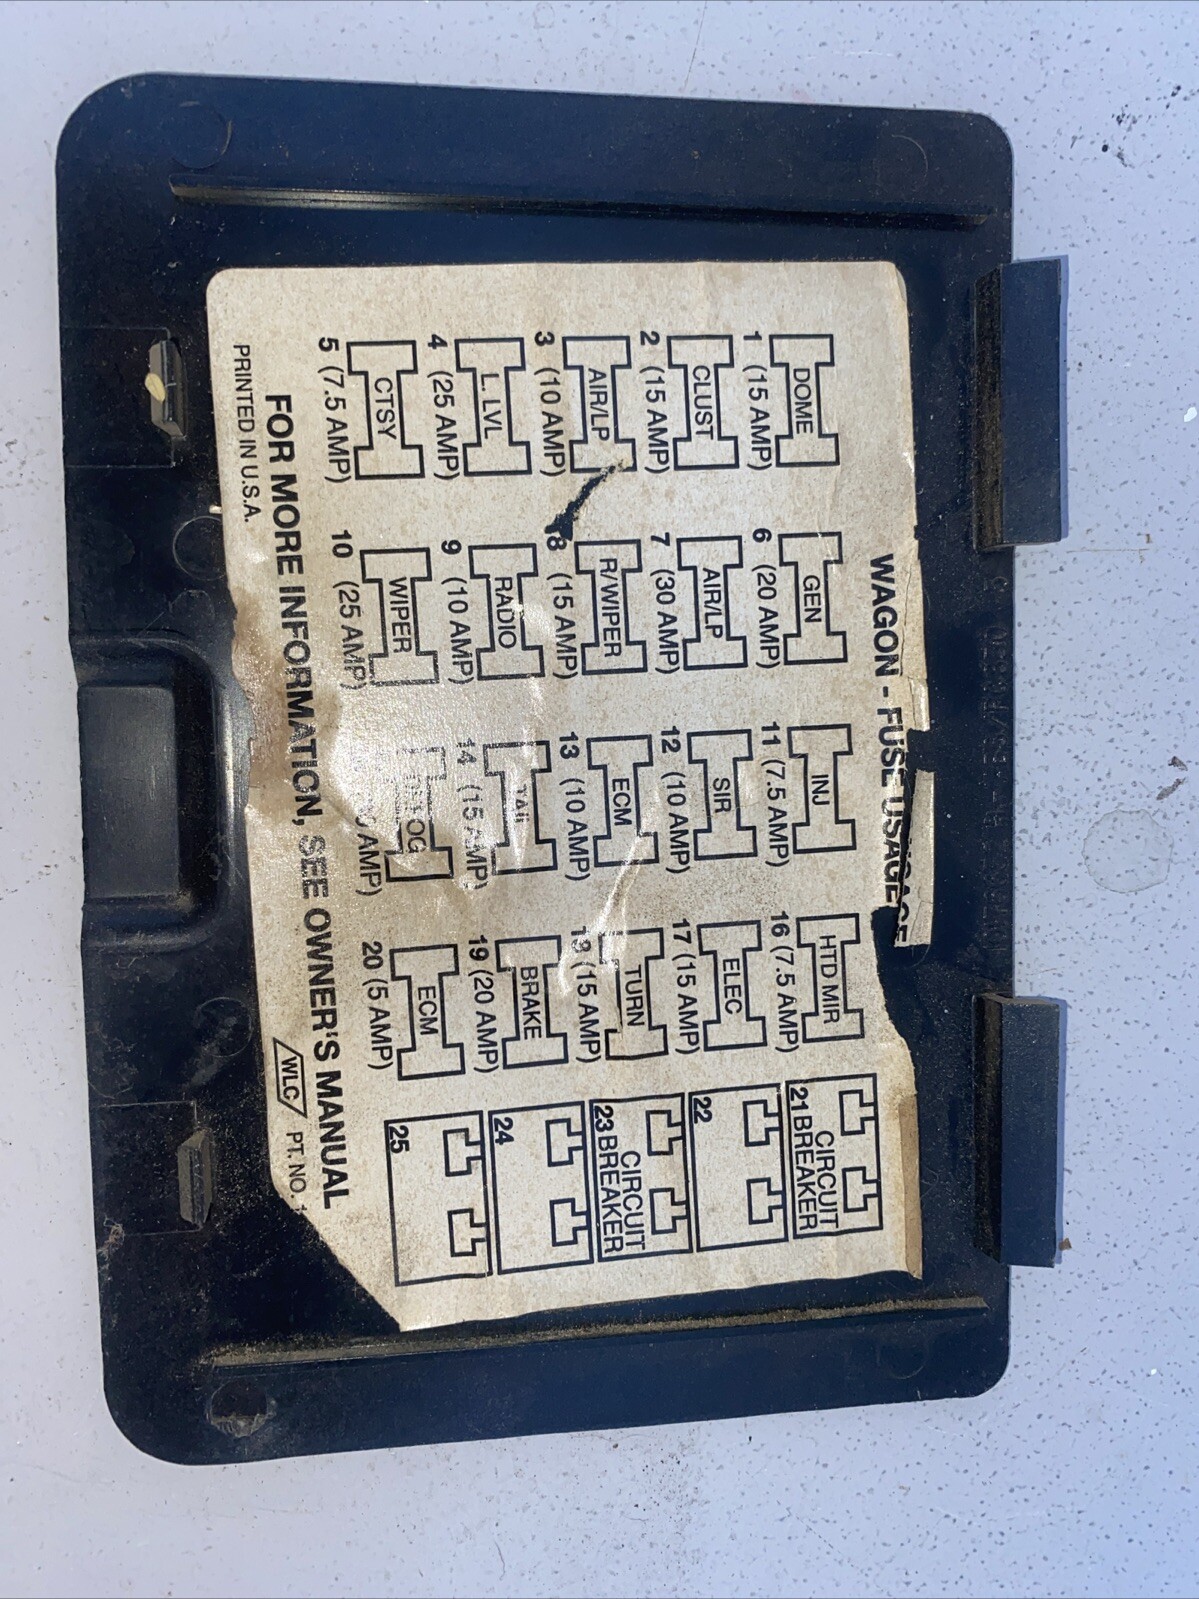 WAGON - FUSE USAGE
DOME
1 (15 AMP)
GEN
6 (20 AMP)
INJ
11 (7.5 AMP)
HTD MIR
16 (7.5 AMP)
CIRCUIT
21 BREAKER
CLUST
2 (15 AMP)
AIR/LP
7 (30 AMP)
SIR
12 (10 AMP)
ELEC
17 (15 AMP)
22
AIR/LP
3 (10 AMP)
R/WIPER
8 (15 AMP)
ECM
13 (10 AMP)
TURN
18 (15 AMP)
CIRCUIT
23 BREAKER
L. LVL
4 (25 AMP)
RADIO
9 (10 AMP)
TAIL
14 (15 AMP)
BRAKE
19 (20 AMP)
24
CTSY
5 (7.5 AMP)
WIPER
10 (25 AMP)
AMP)
ECM
20 (5 AMP)
25
FOR MORE INFORMATION, SEE OWNER'S MANUAL
PRINTED IN U.S.A.
WLC PT. NO. 1